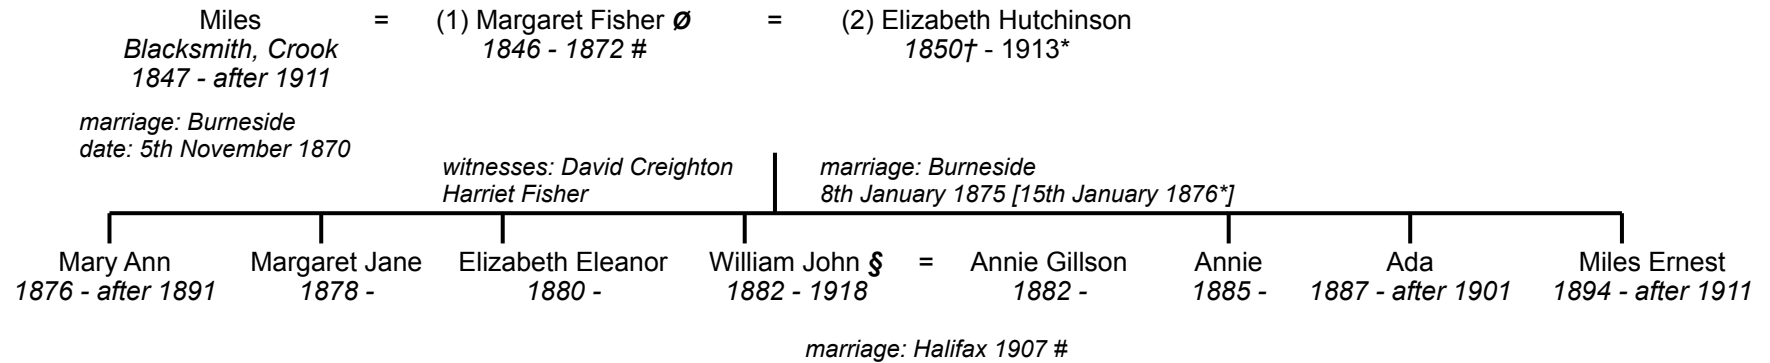 Miles = (1) Margaret Fisher Ø = (2) Elizabeth Hutchinson
Blacksmith, Crook 1846 - 1872 # 1850† - 1913*
1847 - after 1911
marriage: Burneside
date: 5th November 1870
witnesses: David Creighton marriage: Burneside
Harriet Fisher 8th January 1875 [15th January 1876*]
Mary Ann Margaret Jane Elizabeth Eleanor William John § = Annie Gillson Annie Ada Miles Ernest
1876 - after 1891 1878 - 1880 - 1882 - 1918 1882 - 1885 - 1887 - after 1901 1894 - after 1911
marriage: Halifax 1907 #